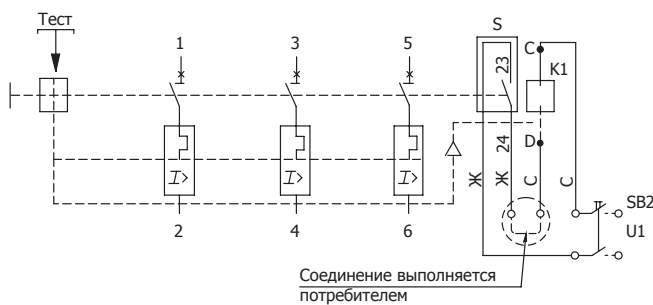 Тест
1
3
5
S
C
23
K1
I>
I>
I>
24
D
Ж
Ж
C
C
SB2
U1
2
4
6
Соединение выполняется
потребителем